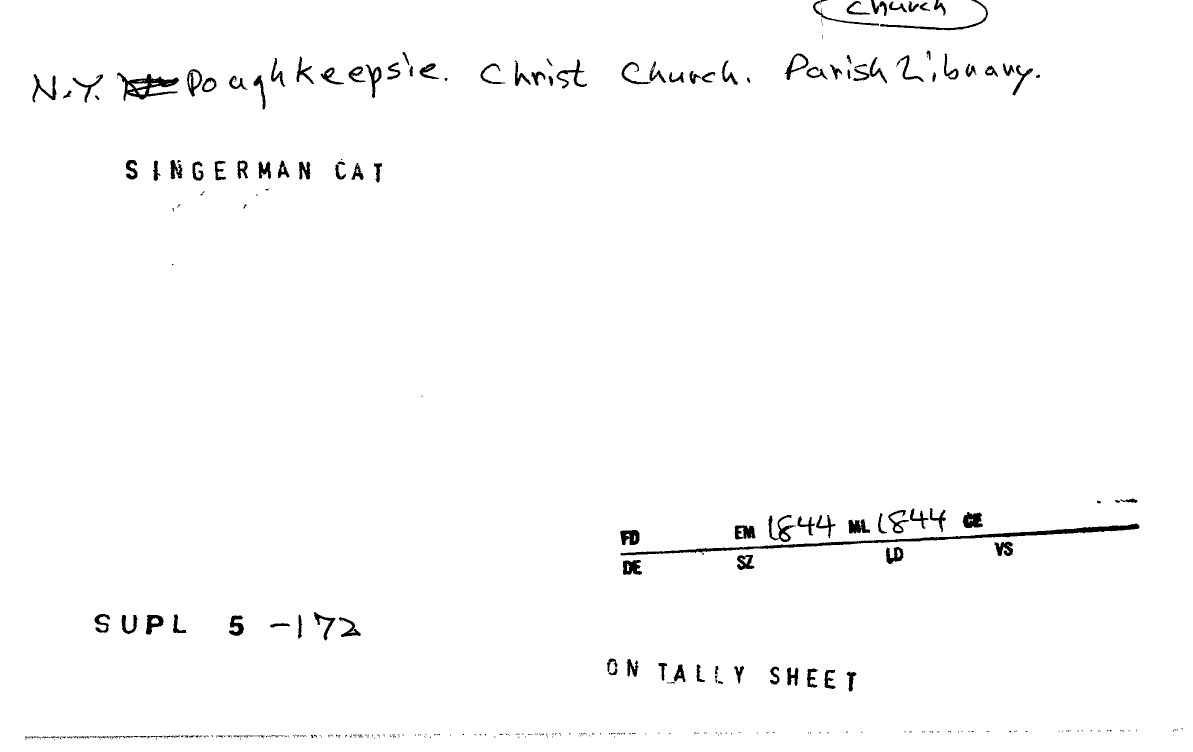 Church
N.Y. Poughkeepsie. Christ Church. Parish Library.
SINGERMAN CAT
FD EM 1844 ML 1844 CE
DE SZ LD VS
SUPL 5 -172
ON TALLY SHEET